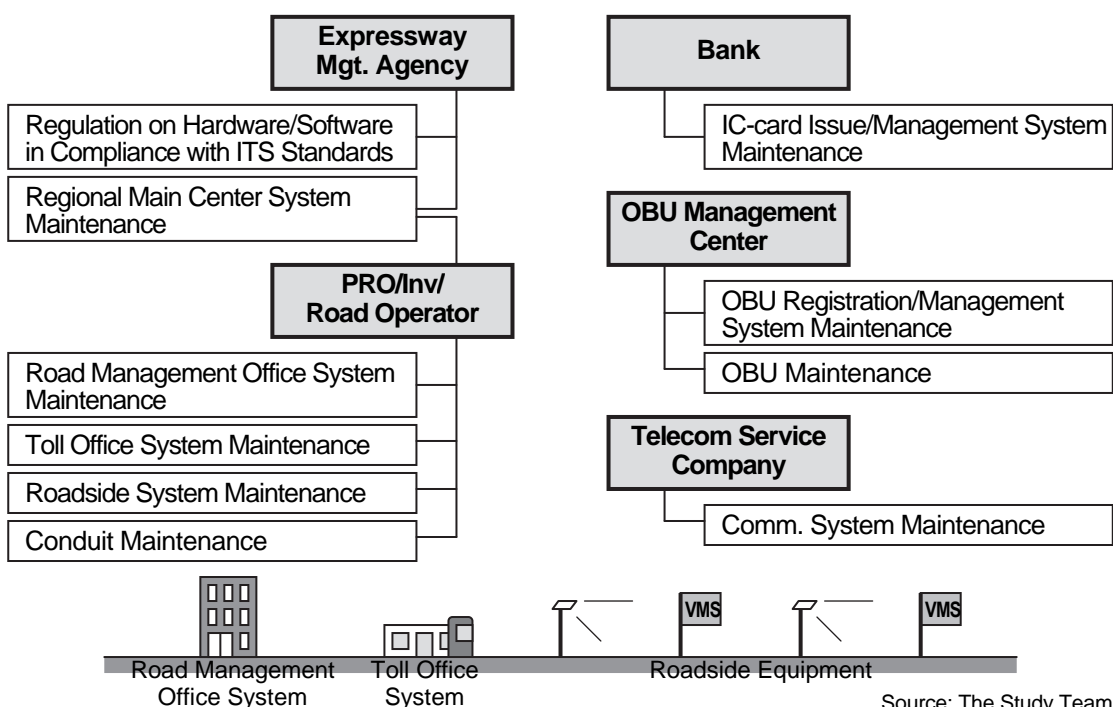 Expressway
Mgt. Agency
Regulation on Hardware/Software
in Compliance with ITS Standards
Regional Main Center System
Maintenance
PRO/Inv/
Road Operator
Road Management Office System
Maintenance
Toll Office System Maintenance
Roadside System Maintenance
Conduit Maintenance
Bank
IC-card Issue/Management System
Maintenance
OBU Management
Center
OBU Registration/Management
System Maintenance
OBU Maintenance
Telecom Service
Company
Comm. System Maintenance
VMS
VMS
Road Management
Office System
Toll Office
System
Roadside Equipment
Source: The Study Team